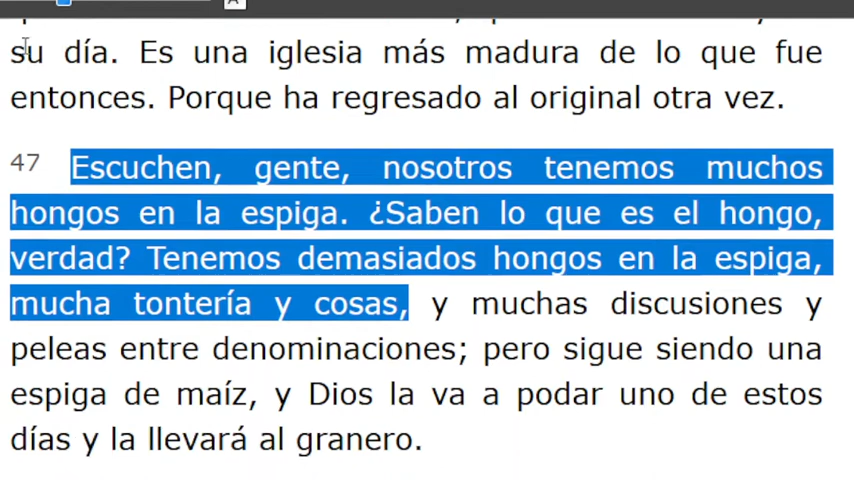 su día. Es una iglesia más madura de lo que fue
entonces. Porque ha regresado al original otra vez.
47 Escuchen, gente, nosotros tenemos muchos
hongos en la espiga. ¿Saben lo que es el hongo,
verdad? Tenemos demasiados hongos en la espiga,
mucha tontería y cosas, y muchas discusiones y
peleas entre denominaciones; pero sigue siendo una
espiga de maíz, y Dios la va a podar uno de estos
días y la llevará al granero.